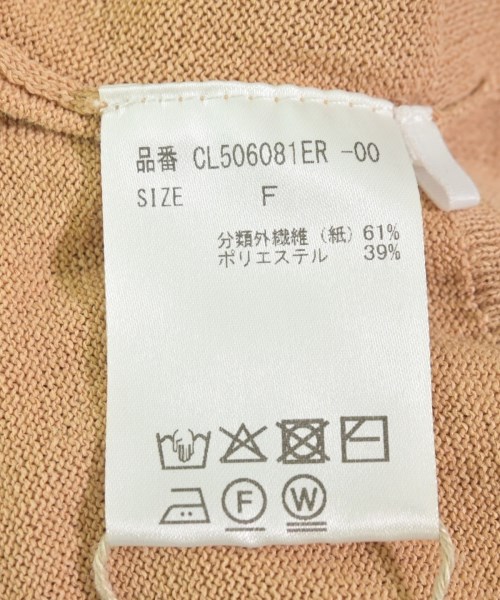 品番 CL506081ER -00
SIZE F
分類外繊維（紙）61%
ポリエステル 39%
F
W